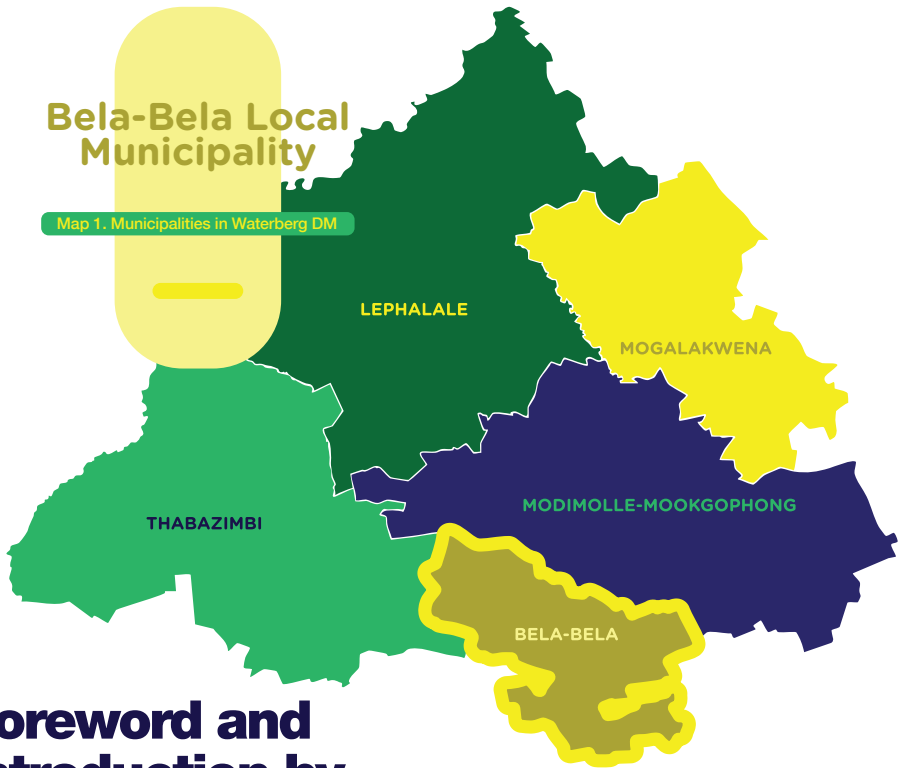 Bela-Bela Local
Municipality
Map 1. Municipalities in Waterberg DM
LEPHALALE
MOGALAKWENA
MODIMOLLE-MOOKGOPHONG
THABAZIMBI
BELA-BELA
oreword and
by